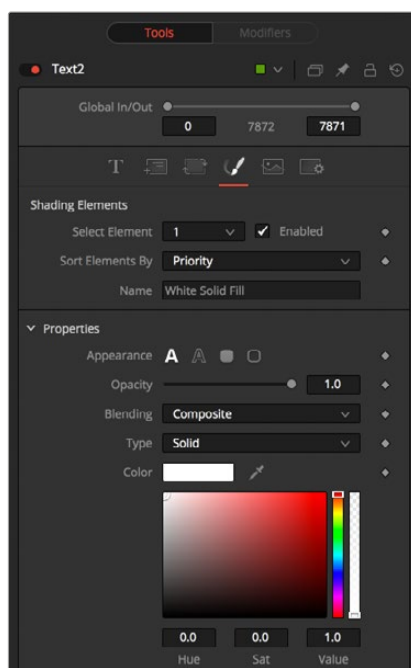 Tools Modifiers
Text2
Global In/Out
0 7872 7871
T
Shading Elements
Select Element 1 Enabled
Sort Elements By Priority
Name White Solid Fill
Properties
Appearance A A
Opacity 1.0
Blending Composite
Type Solid
Color
0.0 0.0 1.0
Hue Sat Value